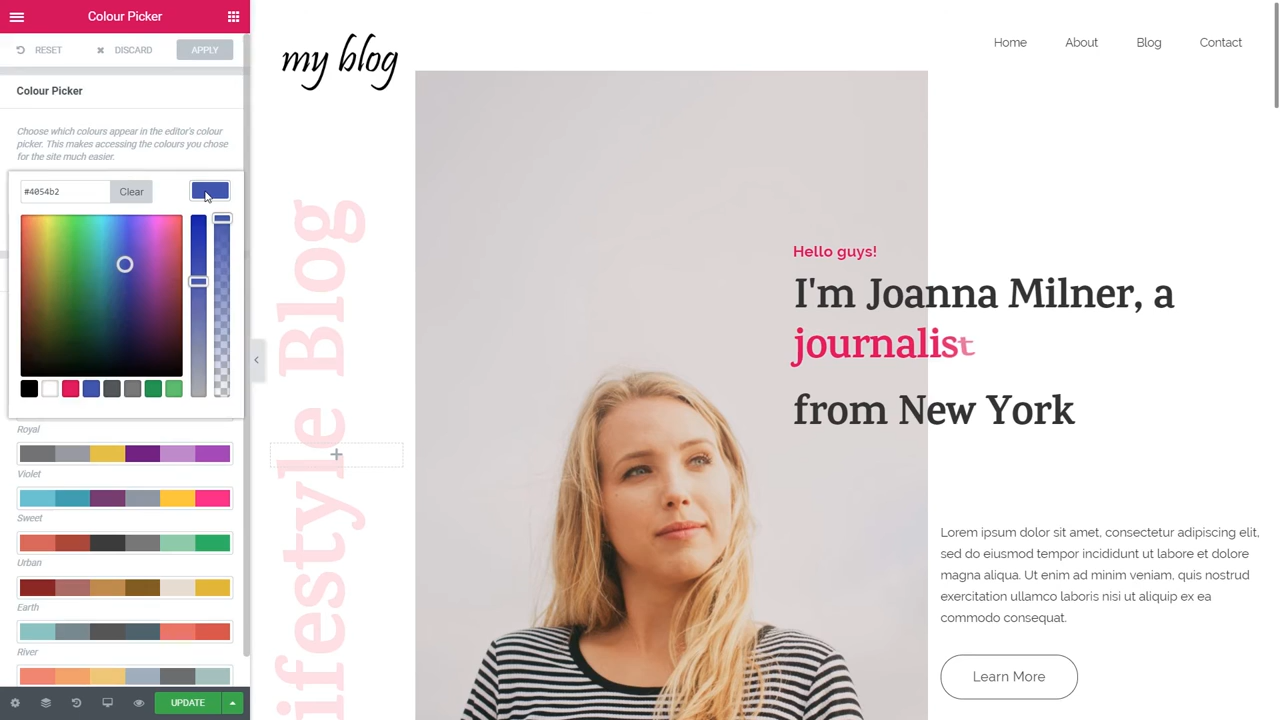 Colour Picker
RESET
DISCARD
APPLY
Colour Picker
Choose which colours appear in the editor's colour
picker. This makes accessing the colours you chose
for the site much easier.
#4054b2
Clear
Royal
Violet
Sweet
Urban
Earth
River
UPDATE
my blog
Home
About
Blog
Contact
ifestyle Blog
Hello guys!
I'm Joanna Milner, a
journalist
from New York
Lorem ipsum dolor sit amet, consectetur adipiscing elit,
sed do eiusmod tempor incididunt ut labore et dolore
magna aliqua. Ut enim ad minim veniam, quis nostrud
exercitation ullamco laboris nisi ut aliquip ex ea
commodo consequat.
Learn More